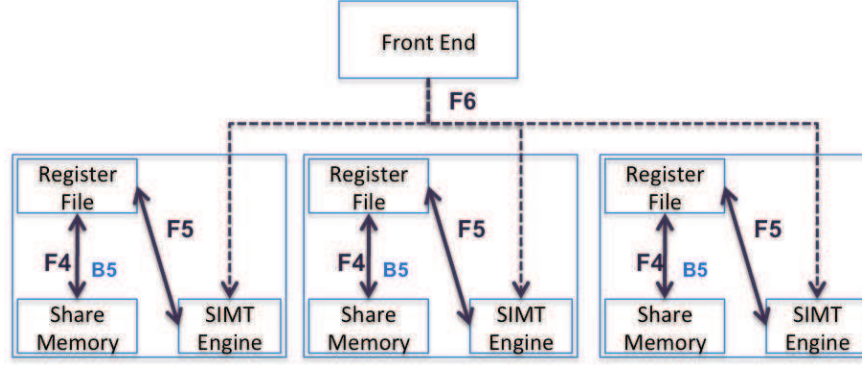 Front End
F6
Register
File
F5
F4
B5
Share
Memory
SIMT
Engine
Register
File
F5
F4
B5
Share
Memory
SIMT
Engine
Register
File
F5
F4
B5
Share
Memory
SIMT
Engine